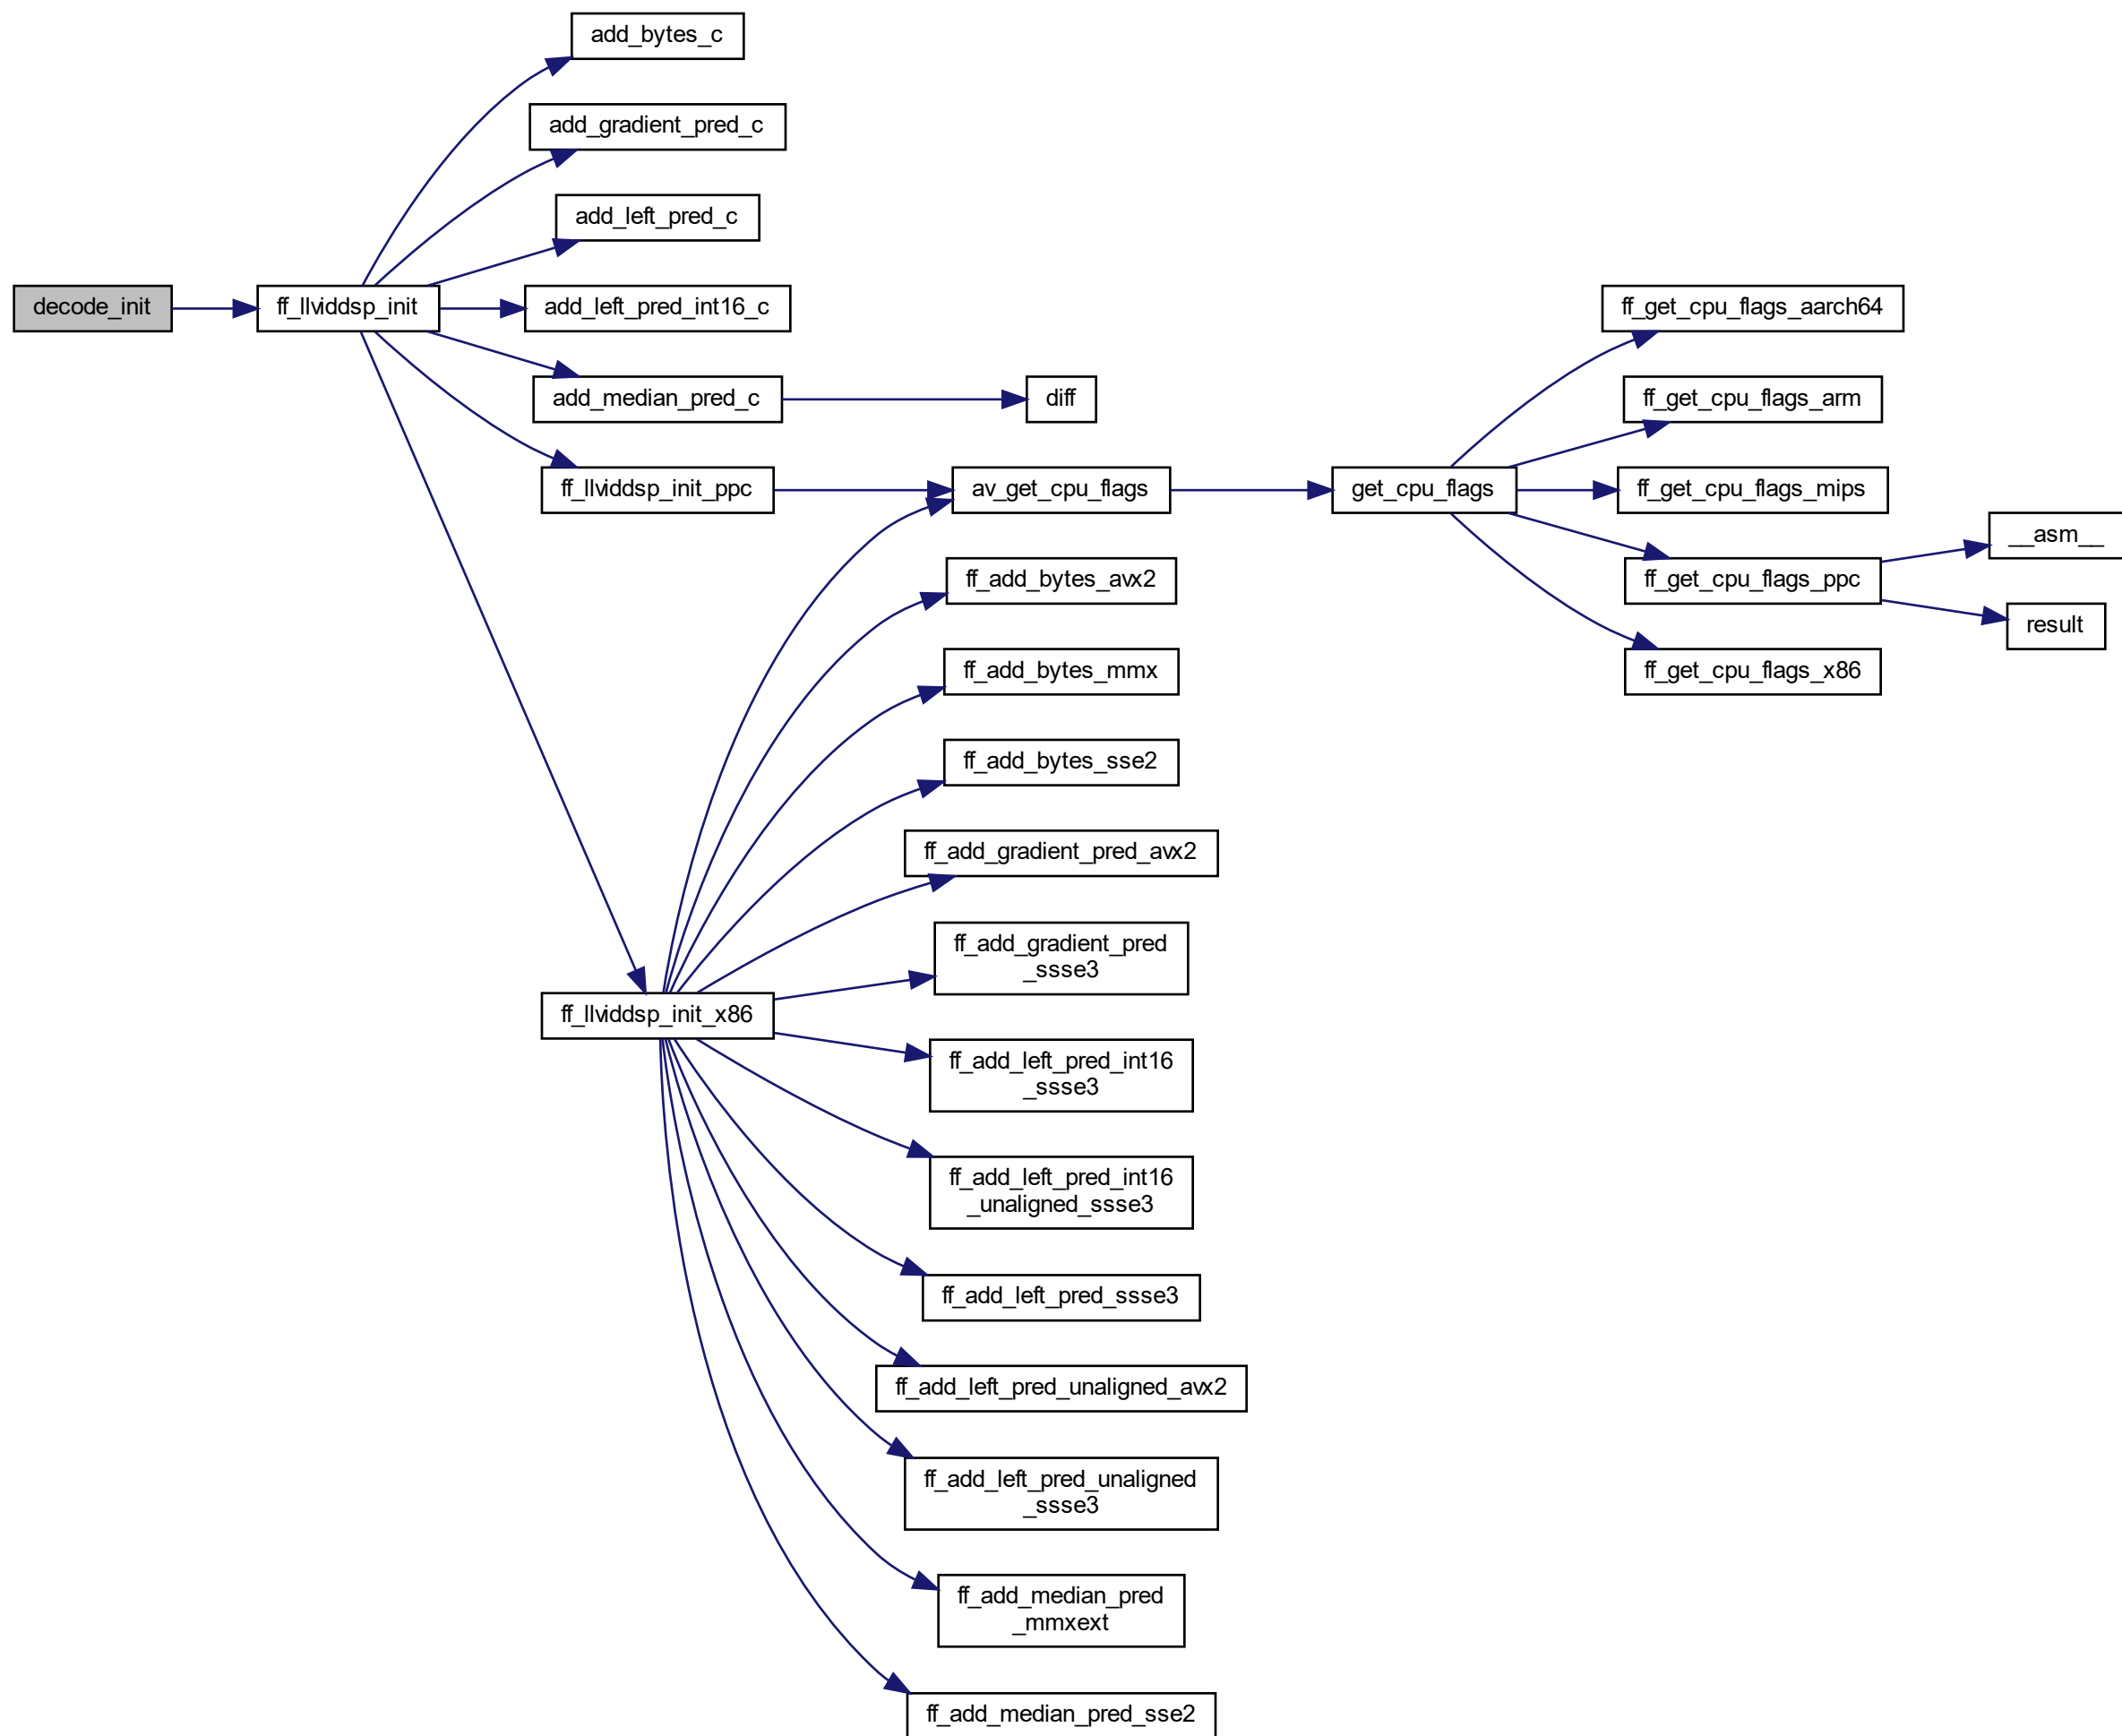 add_bytes_c
add_gradient_pred_c
add_left_pred_c
decode_init
ff_llviddsp_init
add_left_pred_int16_c
ff_get_cpu_flags_aarch64
add_median_pred_c
diff
ff_get_cpu_flags_arm
ff_llviddsp_init_ppc
av_get_cpu_flags
get_cpu_flags
ff_get_cpu_flags_mips
__asm__
ff_add_bytes_avx2
ff_get_cpu_flags_ppc
result
ff_add_bytes_mmx
ff_get_cpu_flags_x86
ff_add_bytes_sse2
ff_add_gradient_pred_avx2
ff_add_gradient_pred
_ssse3
ff_llviddsp_init_x86
ff_add_left_pred_int16
_ssse3
ff_add_left_pred_int16
_unaligned_ssse3
ff_add_left_pred_ssse3
ff_add_left_pred_unaligned_avx2
ff_add_left_pred_unaligned
_ssse3
ff_add_median_pred
_mmxext
ff_add_median_pred_sse2